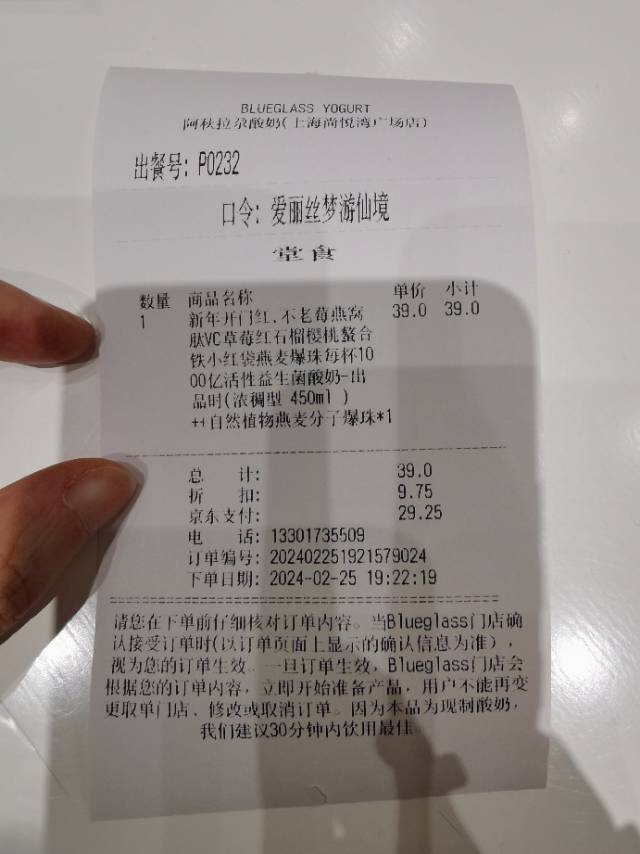 BLUEGLASS YOGURT
阿秋拉尕酸奶(上海尚悦湾广场店)
出餐号: P0232
口令: 爱丽丝梦游仙境
堂食
数量 商品名称 单价 小计
1 新年开门红,不老莓燕窝 39.0 39.0
肽VC草莓红石榴樱桃螯合
铁小红袋燕麦爆珠每杯10
00亿活性益生菌酸奶-出
品时(浓稠型 450ml )
++自然植物燕麦分子爆珠*1
总 计: 39.0
折 扣: 9.75
京东支付: 29.25
电 话: 13301735509
订单编号: 202402251921579024
下单日期: 2024-02-25 19:22:19
请您在下单前仔细核对订单内容。当Blueglass门店确
认接受订单时(以订单页面上显示的确认信息为准),
视为您的订单生效。一旦订单生效,Blueglass门店会
根据您的订单内容,立即开始准备产品,用户不能再变
更取单门店、修改或取消订单。因为本品为现制酸奶,
我们建议30分钟内饮用最佳